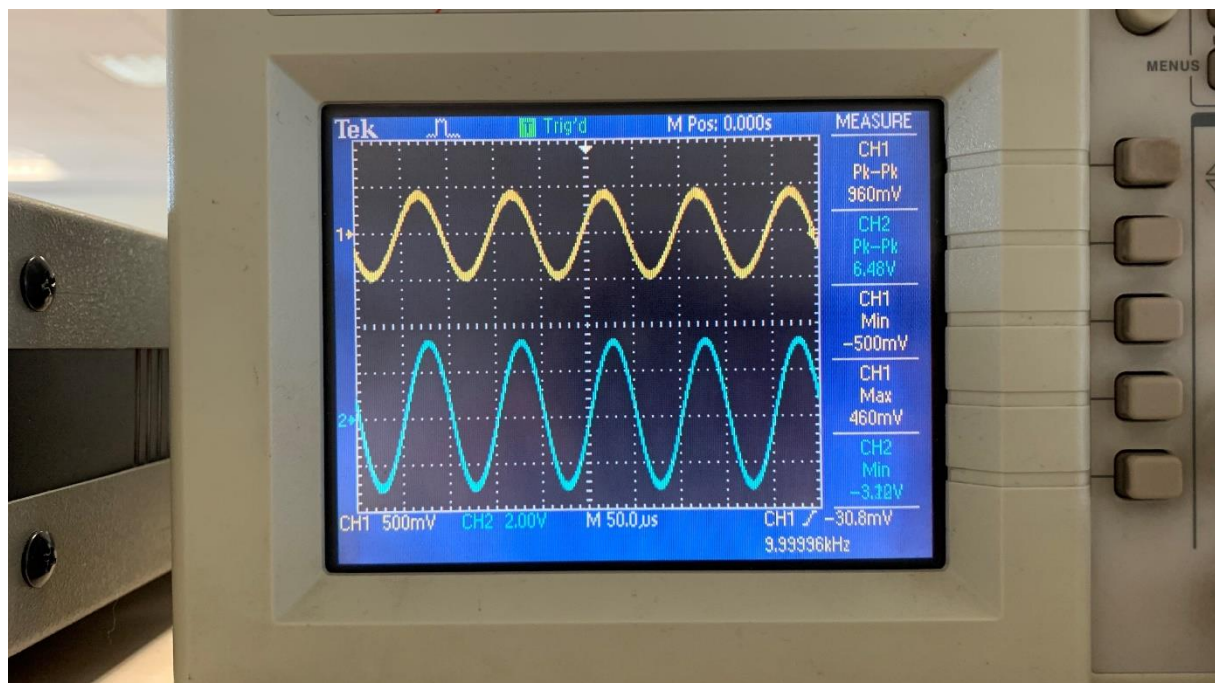 MENUS
Tek Trig'd M Pos: 0.000s MEASURE
CH1
Pk-Pk
960mV
CH2
Pk-Pk
6.48V
CH1
Min
-500mV
CH1
Max
460mV
CH2
Min
1
2
CH1 500mV CH2 2.00V M 50.0µs CH1 -30.8mV
9.99996kHz